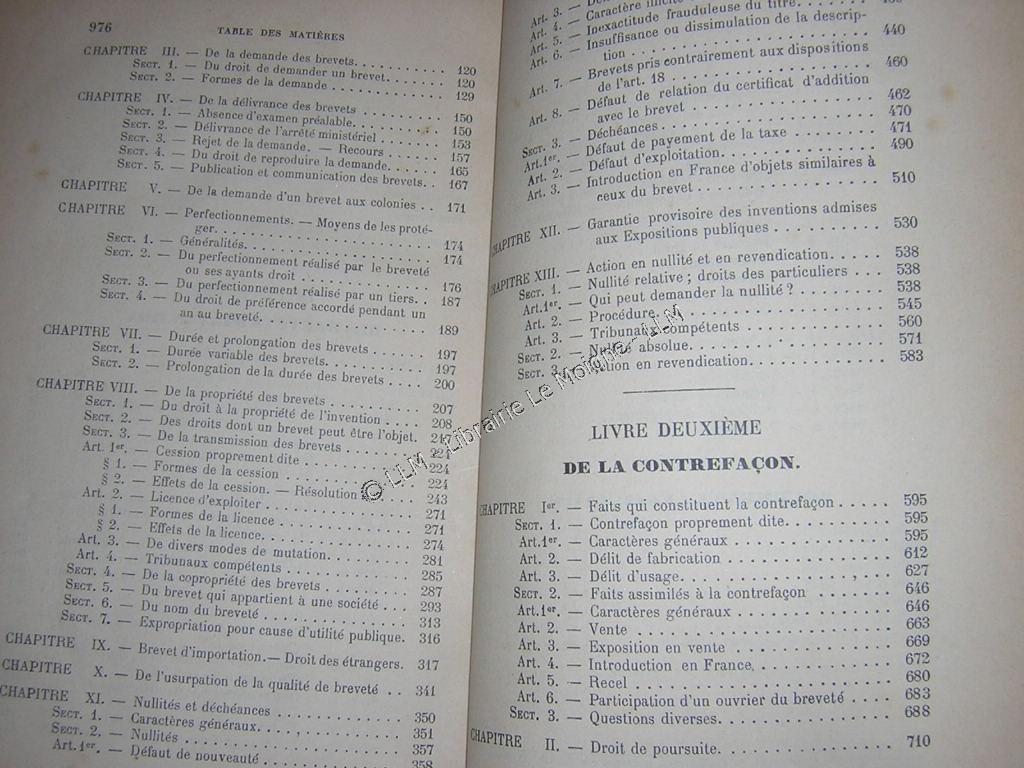 976 TABLE DES MATIÈRES
CHAPITRE III. — De la demande des brevets. . . . . . . . . . . 120
SECT. 1. — Du droit de demander un brevet. . . . . . . . 120
SECT. 2. — Formes de la demande . . . . . . . . . . . . 129
CHAPITRE IV. — De la délivrance des brevets . . . . . . . . . 150
SECT. 1. — Absence d'examen préalable. . . . . . . . . . 150
SECT. 2. — Délivrance de l'arrêté ministériel . . . . . . . 153
SECT. 3. — Rejet de la demande. — Recours . . . . . . . 157
SECT. 4. — Du droit de reproduire la demande. . . . . . 165
SECT. 5. — Publication et communication des brevets. . 167
CHAPITRE V. — De la demande d'un brevet aux colonies . . 171
CHAPITRE VI. — Perfectionnements. — Moyens de les proté-
ger. . . . . . . . . . . . . . . . 174
SECT. 1. — Généralités. . . . . . . . . . . . . . . . 174
SECT. 2. — Du perfectionnement réalisé par le breveté
ou ses ayants droit . . . . . . . . . . . . 176
SECT. 3. — Du perfectionnement réalisé par un tiers. . 187
SECT. 4. — Du droit de préférence accordé pendant un
an au breveté. . . . . . . . . . . . . . . 189
CHAPITRE VII. — Durée et prolongation des brevets . . . . . . 197
SECT. 1. — Durée variable des brevets. . . . . . . . . . 197
SECT. 2. — Prolongation de la durée des brevets . . . . 200
CHAPITRE VIII. — De la propriété des brevets . . . . . . . . . 207
SECT. 1. — Du droit à la propriété de l'invention . . . . 208
SECT. 2. — Des droits dont un brevet peut être l'objet. 217
SECT. 3. — De la transmission des brevets . . . . . . . . 224
Art. 1er. — Cession proprement dite . . . . . . . . . . 224
§ 1. — Formes de la cession . . . . . . . . . . . . 224
§ 2. — Effets de la cession. — Résolution . . . . . 243
Art. 2. — Licence d'exploiter . . . . . . . . . . . . . 271
§ 1. — Formes de la licence . . . . . . . . . . . . 271
§ 2. — Effets de la licence. . . . . . . . . . . . . 274
Art. 3. — De divers modes de mutation. . . . . . . . . 281
Art. 4. — Tribunaux compétents . . . . . . . . . . . . 285
SECT. 4. — De la copropriété des brevets . . . . . . . . 287
SECT. 5. — Du brevet qui appartient à une société . . . 293
SECT. 6. — Du nom du breveté . . . . . . . . . . . . . 313
SECT. 7. — Expropriation pour cause d'utilité publique. 316
CHAPITRE IX. — Brevet d'importation. — Droit des étrangers. 317
CHAPITRE X. — De l'usurpation de la qualité de breveté . . 341
CHAPITRE XI. — Nullités et déchéances . . . . . . . . . . . . 350
SECT. 1. — Caractères généraux. . . . . . . . . . . . . 351
SECT. 2. — Nullités . . . . . . . . . . . . . . . . . . 357
Art. 1er. — Défaut de nouveauté . . . . . . . . . . . . 358
Art. 3. —
Art. 4. — Caractère illicite
Art. 5. — Inexactitude frauduleuse du titre. . . .
Art. 6. — Insuffisance ou dissimulation de la descrip-
tion . . . . . . . . . . . . . . . . . . . 440
Art. 7. — Brevets pris contrairement aux dispositions
de l'art. 18 . . . . . . . . . . . . . . . 460
Art. 8. — Défaut de relation du certificat d'addition
avec le brevet . . . . . . . . . . . . . . 462
SECT. 3. — Déchéances. . . . . . . . . . . . . . . . . . 470
Art. 1er. — Défaut de payement de la taxe . . . . . . . 471
Art. 2. — Défaut d'exploitation. . . . . . . . . . . . . 490
Art. 3. — Introduction en France d'objets similaires à
ceux du brevet . . . . . . . . . . . . . . 510
CHAPITRE XII. — Garantie provisoire des inventions admises
aux Expositions publiques . . . . . . . . 530
CHAPITRE XIII. — Action en nullité et en revendication. . . . . 538
SECT. 1. — Nullité relative ; droits des particuliers . . . 538
Art. 1er. — Qui peut demander la nullité ? . . . . . . . 538
Art. 2. — Procédure . . . . . . . . . . . . . . . . . . 545
Art. 3. — Tribunaux compétents . . . . . . . . . . . . 560
SECT. 2. — Nullité absolue. . . . . . . . . . . . . . . . 571
SECT. 3. — Action en revendication. . . . . . . . . . . . 583
LIVRE DEUXIÈME
DE LA CONTREFAÇON.
CHAPITRE Ier. — Faits qui constituent la contrefaçon . . . . . 595
SECT. 1. — Contrefaçon proprement dite. . . . . . . . . 595
Art. 1er. — Caractères généraux . . . . . . . . . . . . 595
Art. 2. — Délit de fabrication . . . . . . . . . . . . . 612
Art. 3. — Délit d'usage. . . . . . . . . . . . . . . . . 627
SECT. 2. — Faits assimilés à la contrefaçon . . . . . . . 646
Art. 1er. — Caractères généraux . . . . . . . . . . . . 646
Art. 2. — Vente . . . . . . . . . . . . . . . . . . . . 663
Art. 3. — Exposition en vente . . . . . . . . . . . . . 669
Art. 4. — Introduction en France. . . . . . . . . . . . 672
Art. 5. — Recel . . . . . . . . . . . . . . . . . . . . 680
Art. 6. — Participation d'un ouvrier du breveté . . . . 683
SECT. 3. — Questions diverses. . . . . . . . . . . . . . 688
CHAPITRE II. — Droit de poursuite. . . . . . . . . . . . . . 710
© LLM - Librairie Le Moigne - LLM